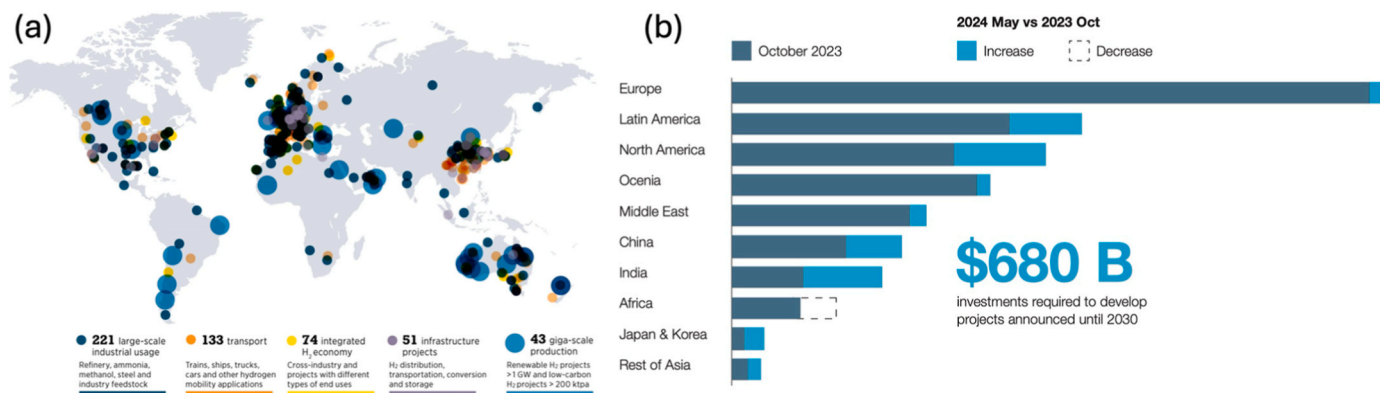 (a)
221 large-scale
industrial usage
Refinery, ammonia,
methanol, steel and
industry feedstock
133 transport
Trains, ships, trucks,
cars and other hydrogen
mobility applications
74 integrated
H2 economy
Cross-industry and
projects with different
types of end uses
51 infrastructure
projects
H2 distribution,
transportation, conversion
and storage
43 giga-scale
production
Renewable H2 projects
>1 GW and low-carbon
H2 projects > 200 ktpa
(b)
2024 May vs 2023 Oct
October 2023
Increase
Decrease
Europe
Latin America
North America
Ocenia
Middle East
China
India
Africa
Japan & Korea
Rest of Asia
$680 B
investments required to develop
projects announced until 2030